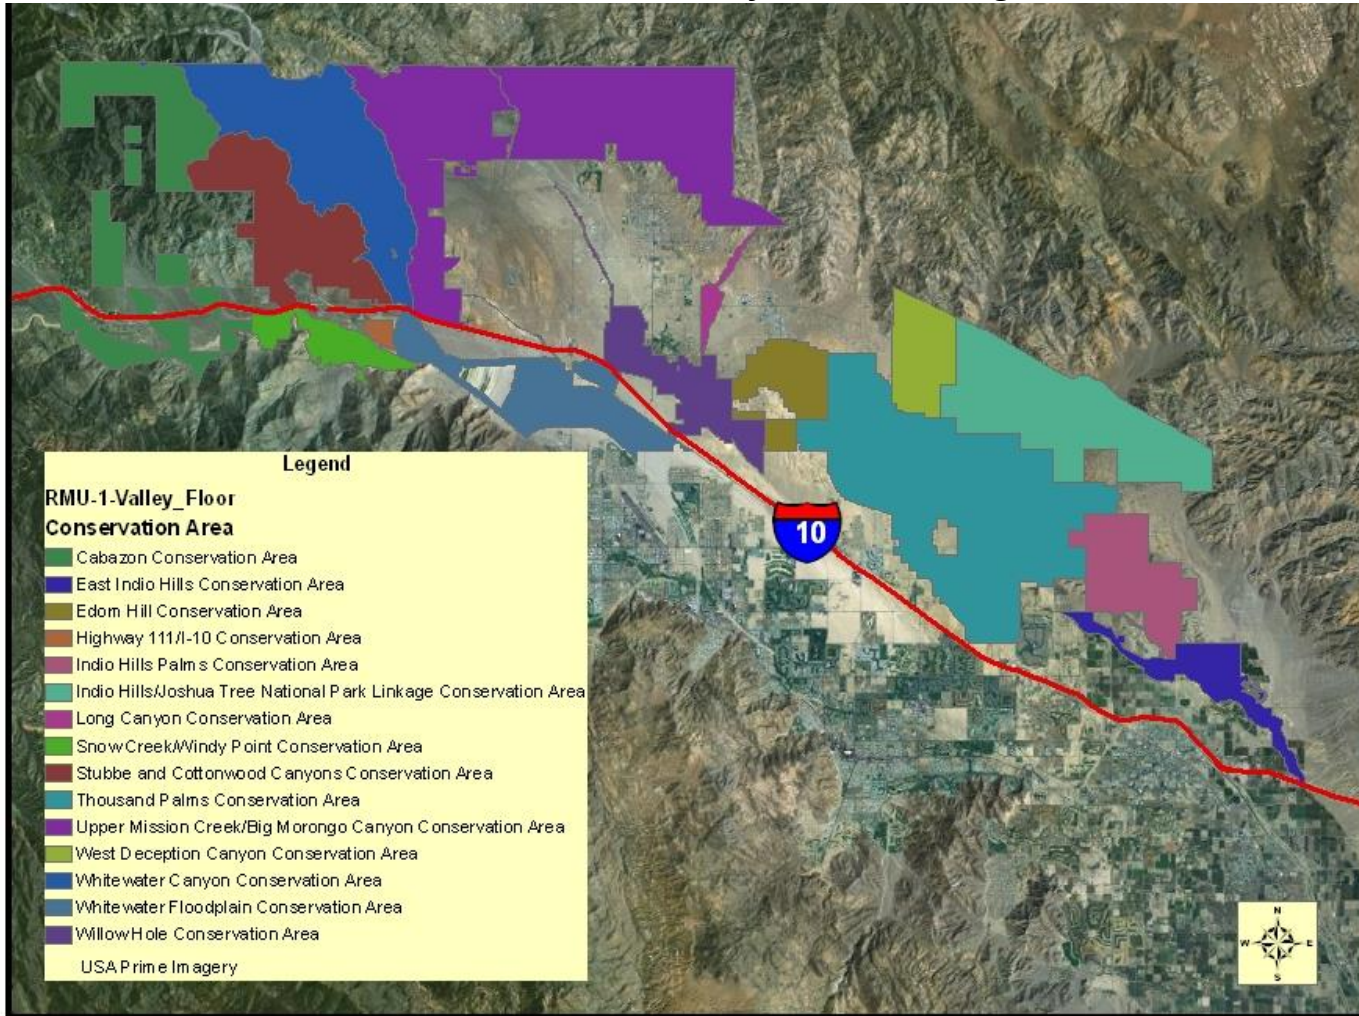 10
Legend
RMU-1-Valley_Floor
Conservation Area
Cabazon Conservation Area
East Indio Hills Conservation Area
Edom Hill Conservation Area
Highway 111/I-10 Conservation Area
Indio Hills Palms Conservation Area
Indio Hills/Joshua Tree National Park Linkage Conservation Area
Long Canyon Conservation Area
Snow Creek/Windy Point Conservation Area
Stubbe and Cottonwood Canyons Conservation Area
Thousand Palms Conservation Area
Upper Mission Creek/Big Morongo Canyon Conservation Area
West Deception Canyon Conservation Area
Whitewater Canyon Conservation Area
Whitewater Floodplain Conservation Area
Willow Hole Conservation Area
USA Prime Imagery
N
W E
S